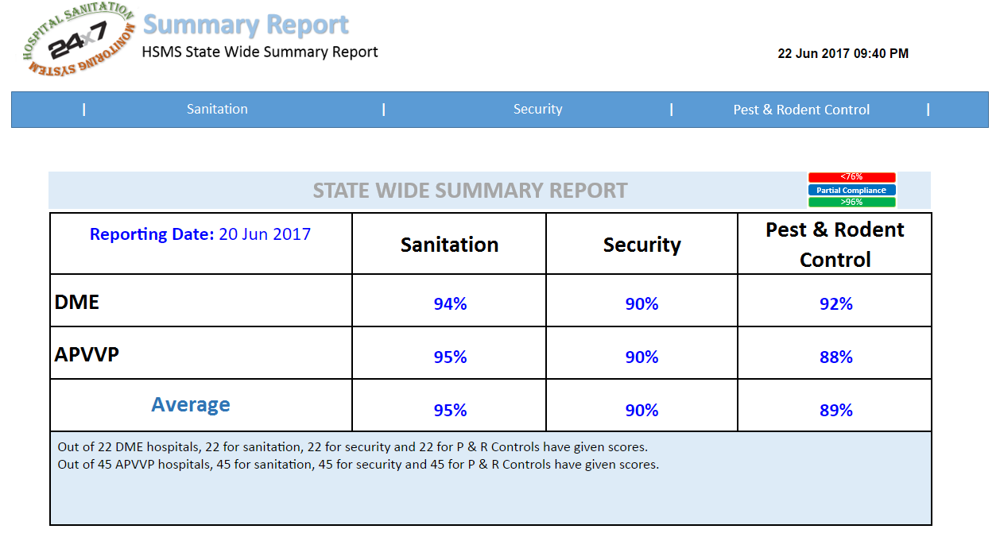 HOSPITAL SANITATION
24x7
MONITORING SYSTEM
Summary Report
HSMS State Wide Summary Report
22 Jun 2017 09:40 PM
| Sanitation | Security | Pest & Rodent Control |
STATE WIDE SUMMARY REPORT
<76%
Partial Compliance
>96%
Reporting Date: 20 Jun 2017
Sanitation
Security
Pest & Rodent
Control
DME 94% 90% 92%
APVVP 95% 90% 88%
Average 95% 90% 89%
Out of 22 DME hospitals, 22 for sanitation, 22 for security and 22 for P & R Controls have given scores.
Out of 45 APVVP hospitals, 45 for sanitation, 45 for security and 45 for P & R Controls have given scores.